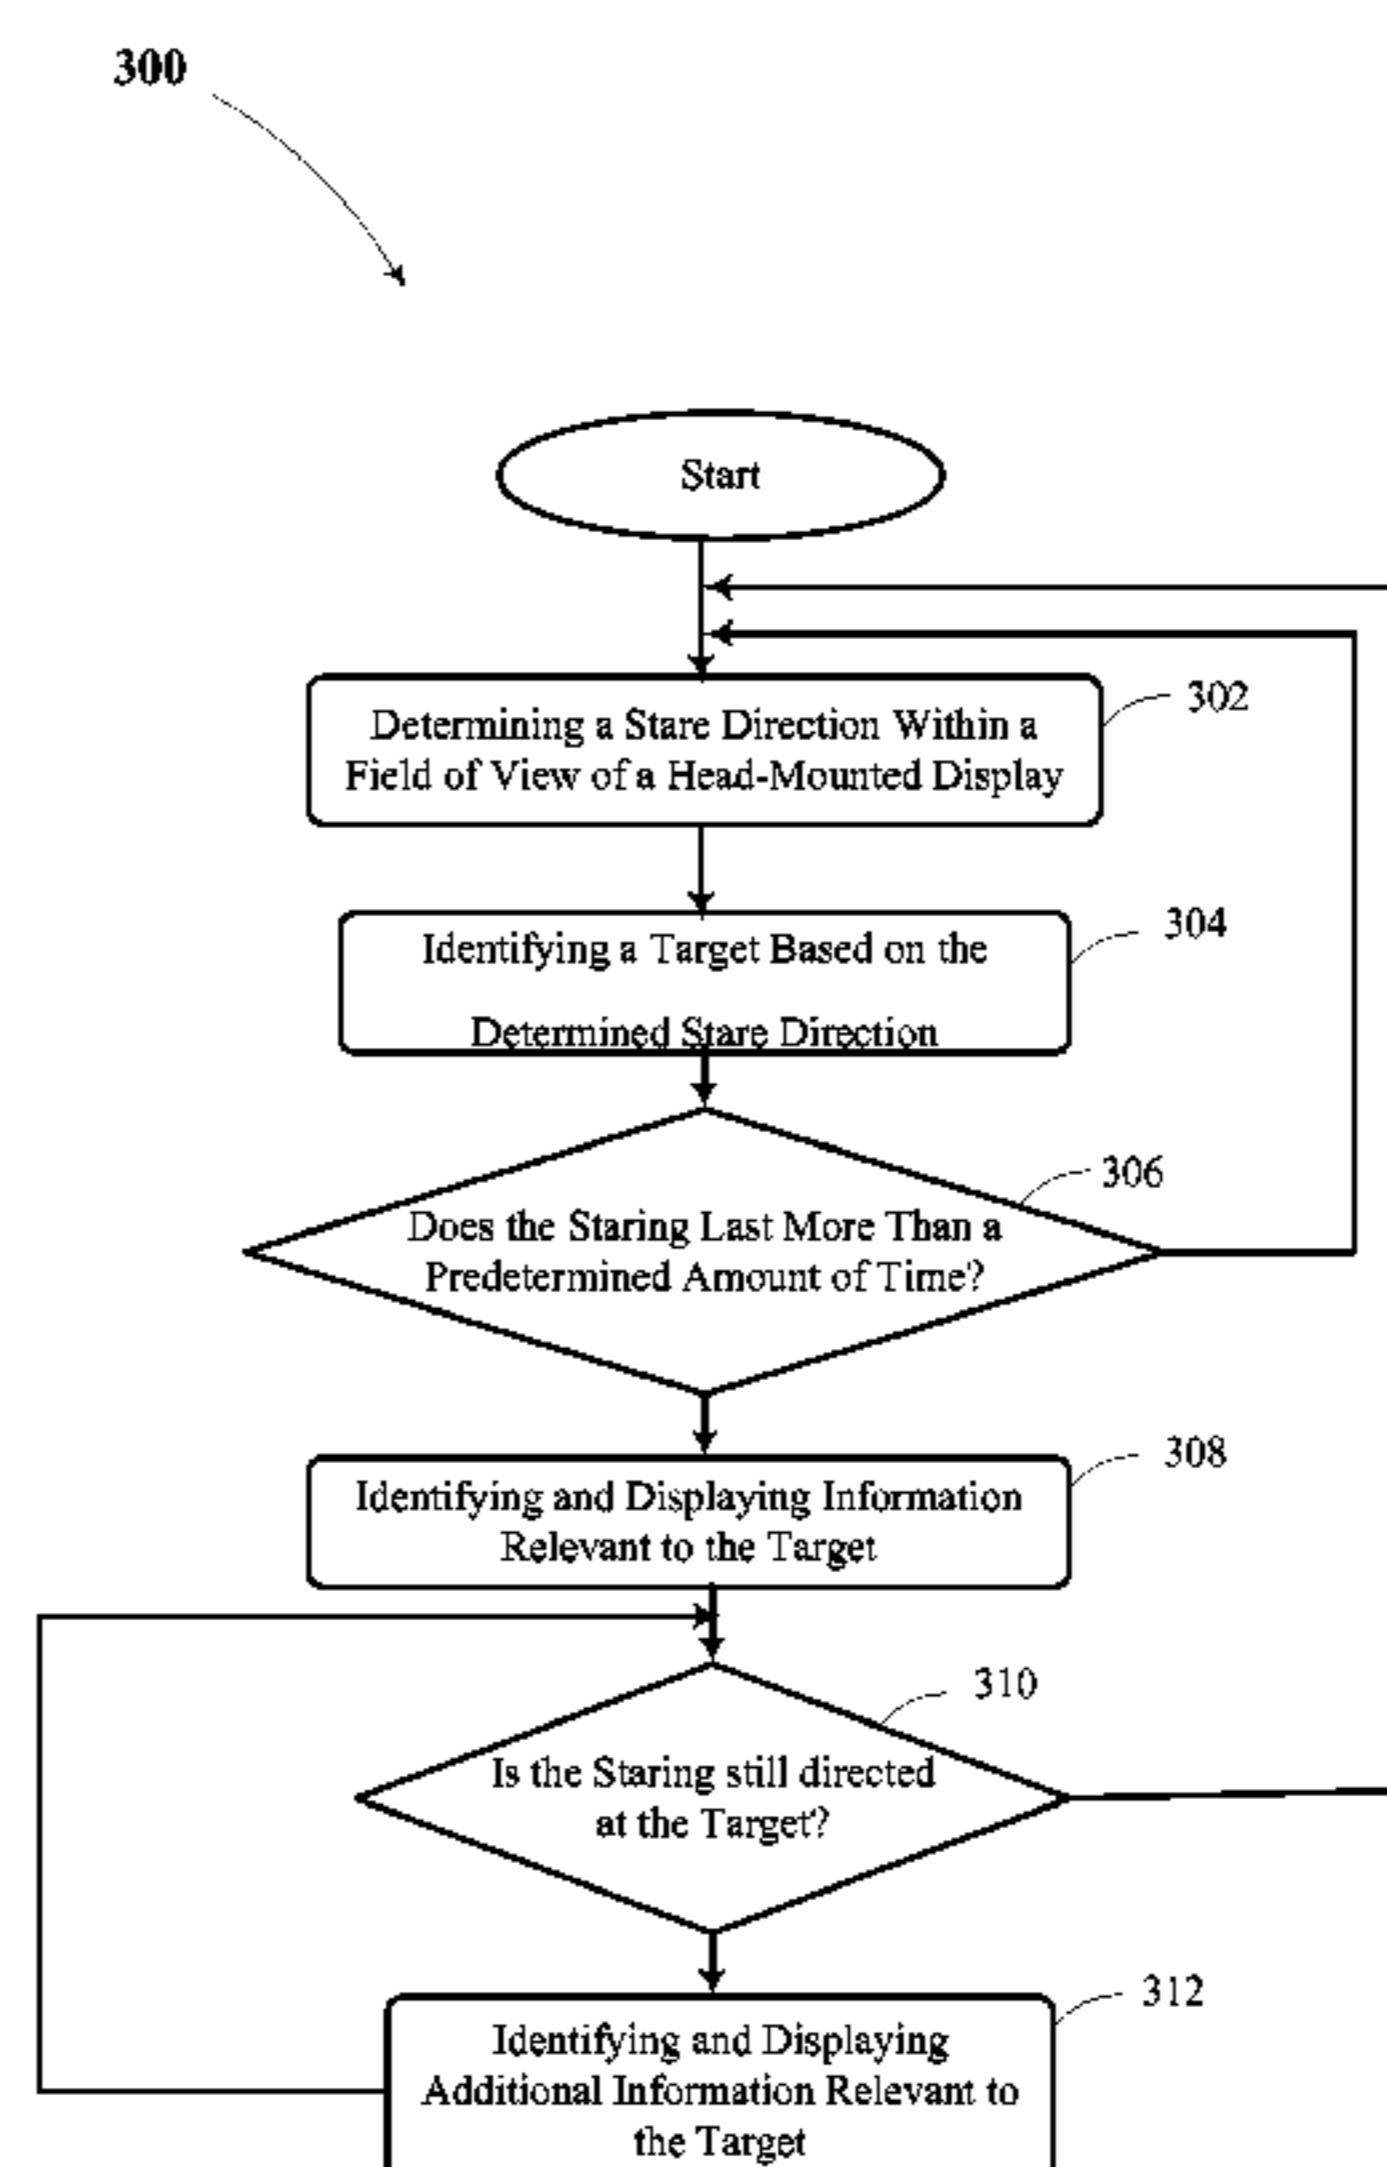 300
Start
Determining a Stare Direction Within a
Field of View of a Head-Mounted Display
302
Identifying a Target Based on the
Determined Stare Direction
304
Does the Staring Last More Than a
Predetermined Amount of Time?
306
Identifying and Displaying Information
Relevant to the Target
308
Is the Staring still directed
at the Target?
310
Identifying and Displaying
Additional Information Relevant to
the Target
312